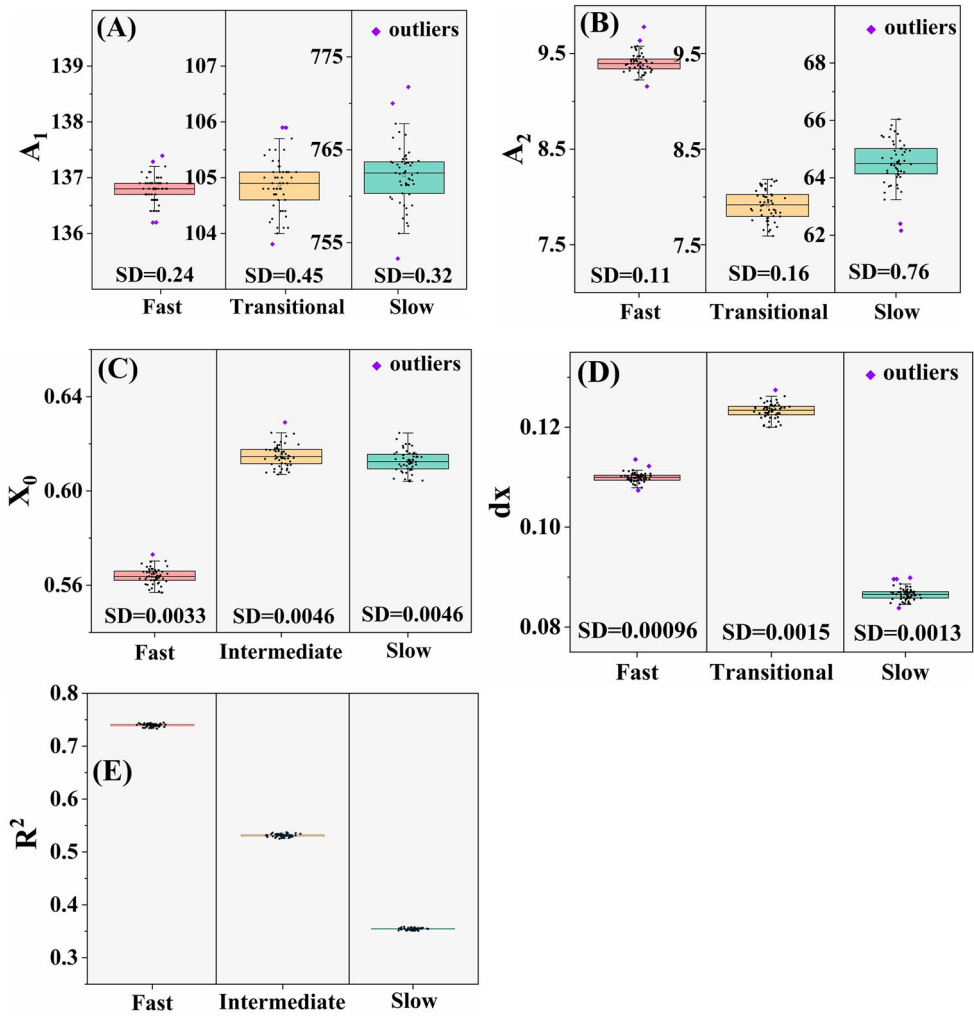 (A)
outliers
A1
139
138
137
136
107
106
105
104
775
765
755
SD=0.24
SD=0.45
SD=0.32
Fast
Transitional
Slow
(B)
outliers
A2
9.5
8.5
7.5
9.5
8.5
7.5
68
66
64
62
SD=0.11
SD=0.16
SD=0.76
Fast
Transitional
Slow
(C)
outliers
X0
0.64
0.60
0.56
SD=0.0033
SD=0.0046
SD=0.0046
Fast
Intermediate
Slow
(D)
outliers
dx
0.12
0.10
0.08
SD=0.00096
SD=0.0015
SD=0.0013
Fast
Transitional
Slow
(E)
R2
0.8
0.7
0.6
0.5
0.4
0.3
Fast
Intermediate
Slow